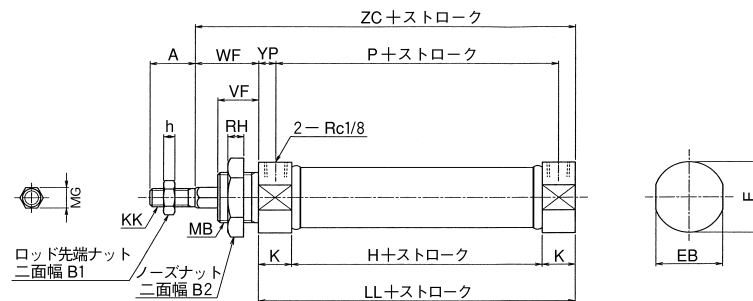 ZC＋ストローク
A
WF
YP
P＋ストローク
VF
h
RH
2－Rc1/8
MG
KK
MB
ロッド先端ナット
二面幅 B1
ノーズナット
二面幅 B2
K
H＋ストローク
K
LL＋ストローク
EB